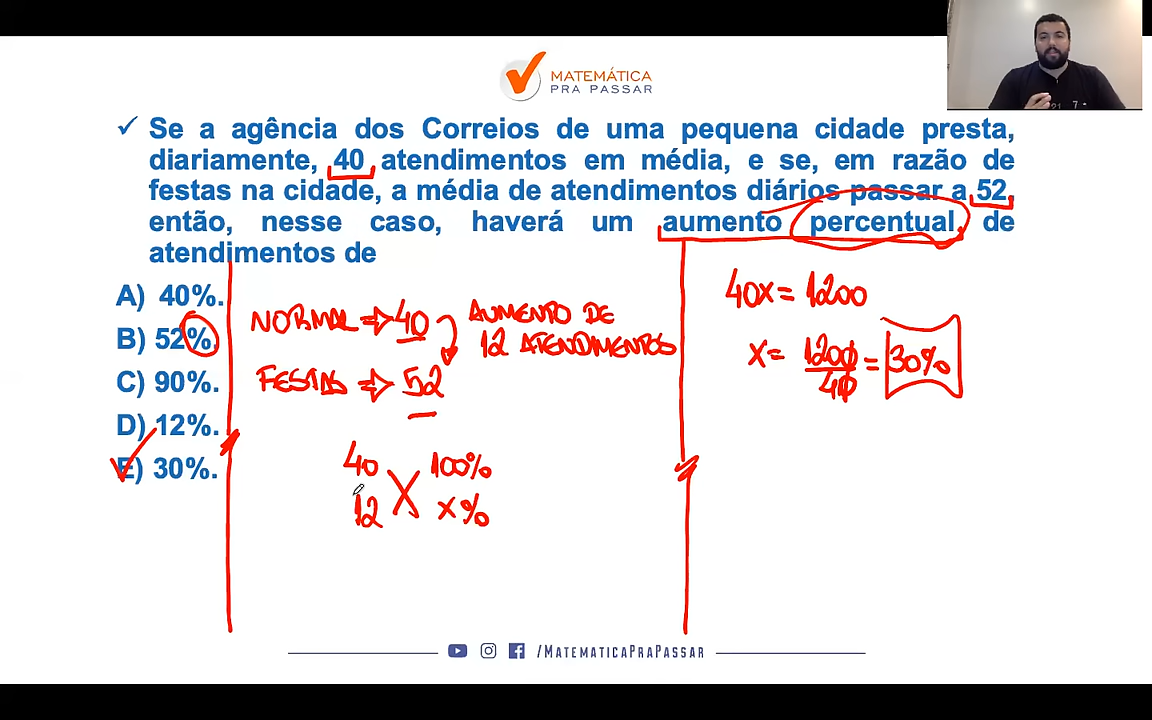 MATEMÁTICA
PRA PASSAR
✓ Se a agência dos Correios de uma pequena cidade presta,
diariamente, 40 atendimentos em média, e se, em razão de
festas na cidade, a média de atendimentos diários passar a 52,
então, nesse caso, haverá um aumento percentual de
atendimentos de
A) 40%.
B) 52%.
C) 90%.
D) 12%.
E) 30%.
NORMAL ⇒ 40
FESTAS ⇒ 52
AUMENTO DE
12 ATENDIMENTOS
40 100%
12 X%
40X = 1200
X = 1200/40 = 30%
/MATEMATICAPRAPASSAR